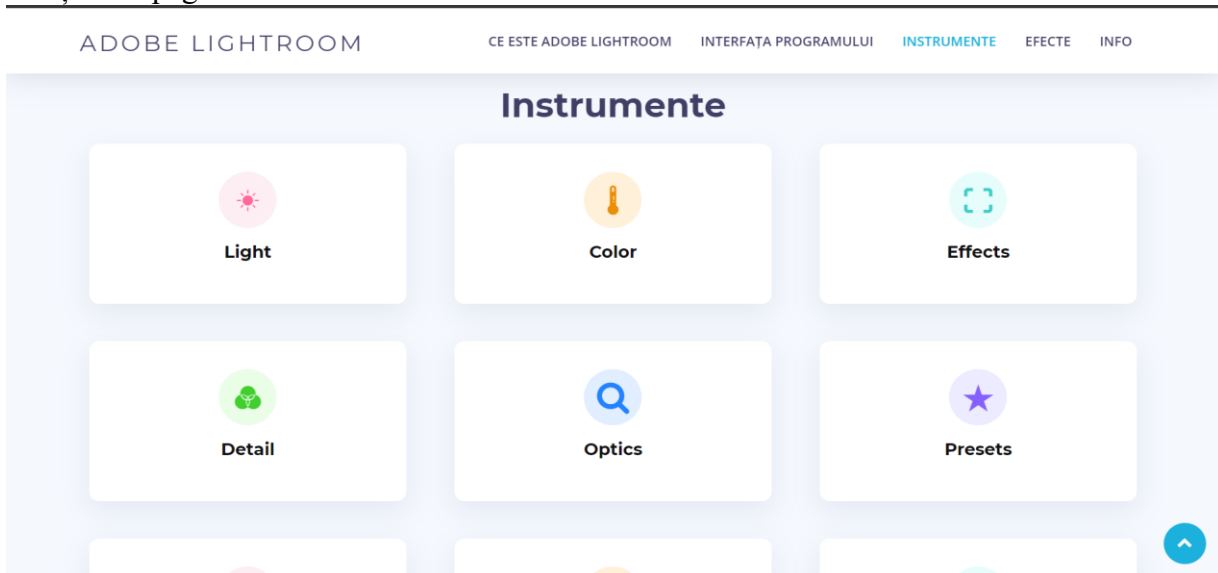 ADOBE LIGHTROOM CE ESTE ADOBE LIGHTROOM INTERFAȚA PROGRAMULUI INSTRUMENTE EFECTE INFO
Instrumente
Light Color Effects
Detail Optics Presets